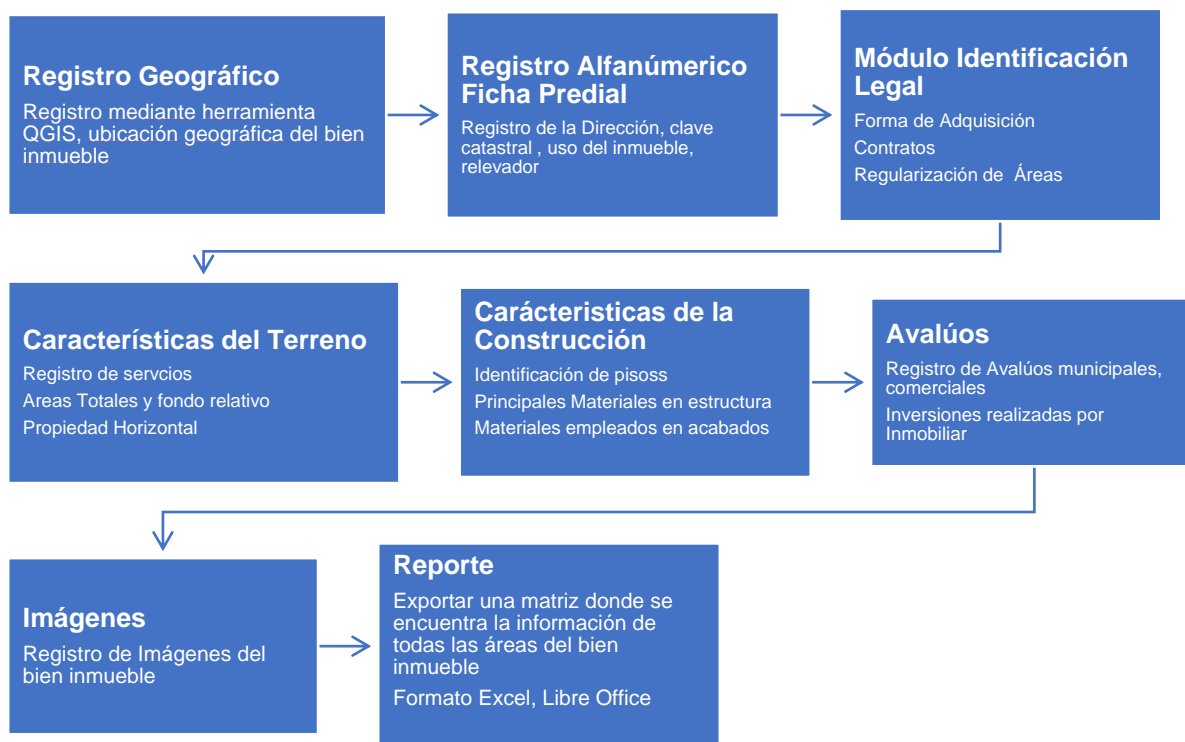 Registro Geográfico
Registro mediante herramienta
QGIS, ubicación geográfica del bien
inmueble
Registro Alfanúmerico
Ficha Predial
Registro de la Dirección, clave
catastral , uso del inmueble,
relevador
Módulo Identificación
Legal
Forma de Adquisición
Contratos
Regularización de Áreas
Características del Terreno
Registro de servcios
Areas Totales y fondo relativo
Propiedad Horizontal
Carácteristicas de la
Construcción
Identificación de pisoss
Principales Materiales en estructura
Materiales empleados en acabados
Avalúos
Registro de Avalúos municipales,
comerciales
Inversiones realizadas por
Inmobiliar
Imágenes
Registro de Imágenes del
bien inmueble
Reporte
Exportar una matriz donde se
encuentra la información de
todas las áreas del bien
inmueble
Formato Excel, Libre Office